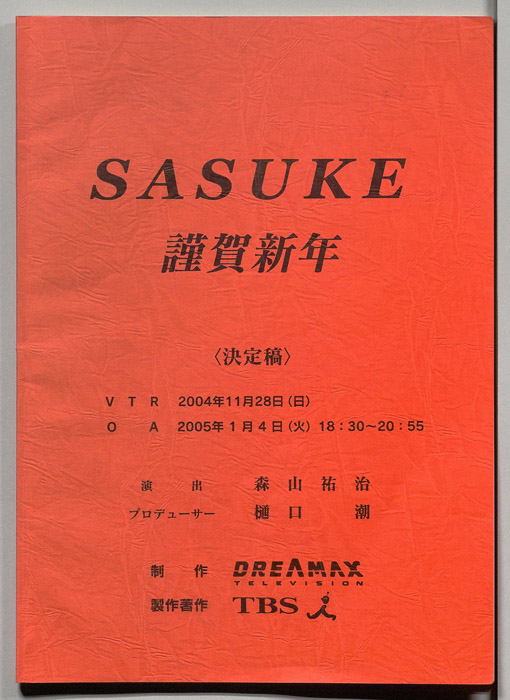 SASUKE
謹賀新年
〈決定稿〉
VTR 2004年11月28日(日)
OA 2005年1月4日(火) 18:30～20:55
演出 森山祐治
プロデューサー 樋口潮
制作 DREAMAX
TELEVISION
製作著作 TBS